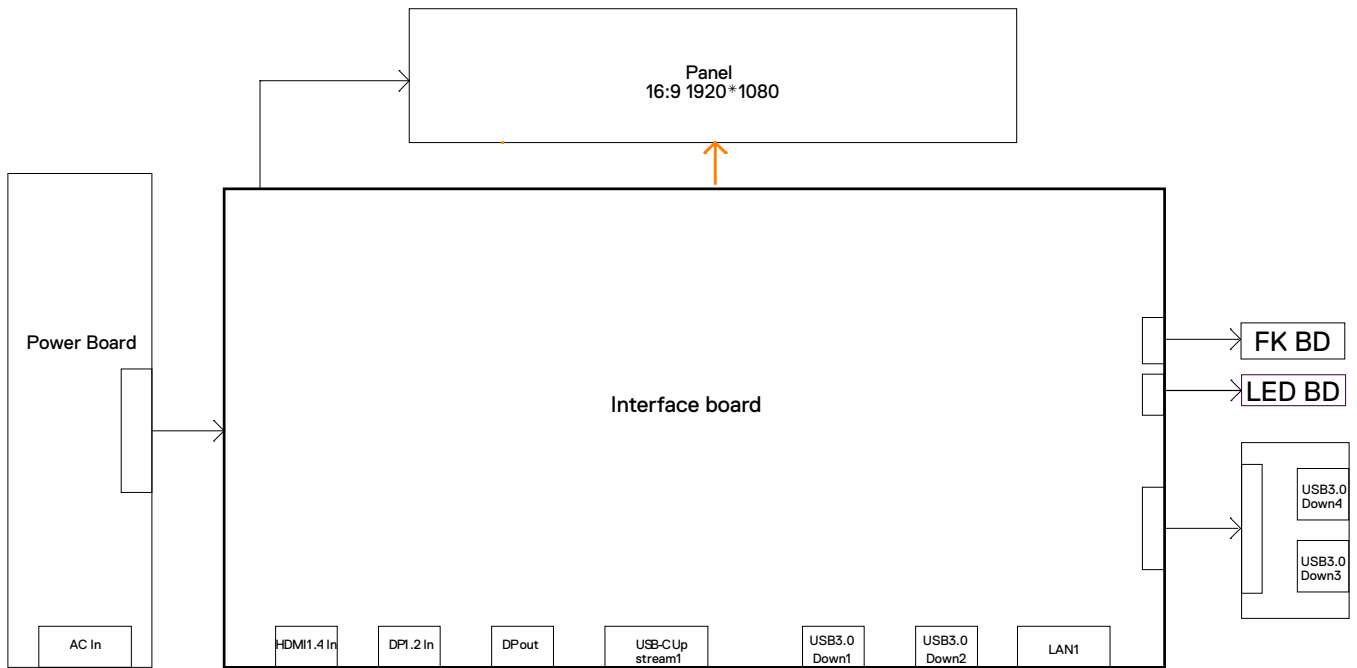 Panel
16:9 1920*1080
Power Board
Interface board
FK BD
LED BD
USB3.0
Down4
USB3.0
Down3
AC In
HDMI1.4 In
DP1.2 In
DPout
USB-CUp
stream1
USB3.0
Down1
USB3.0
Down2
LAN1